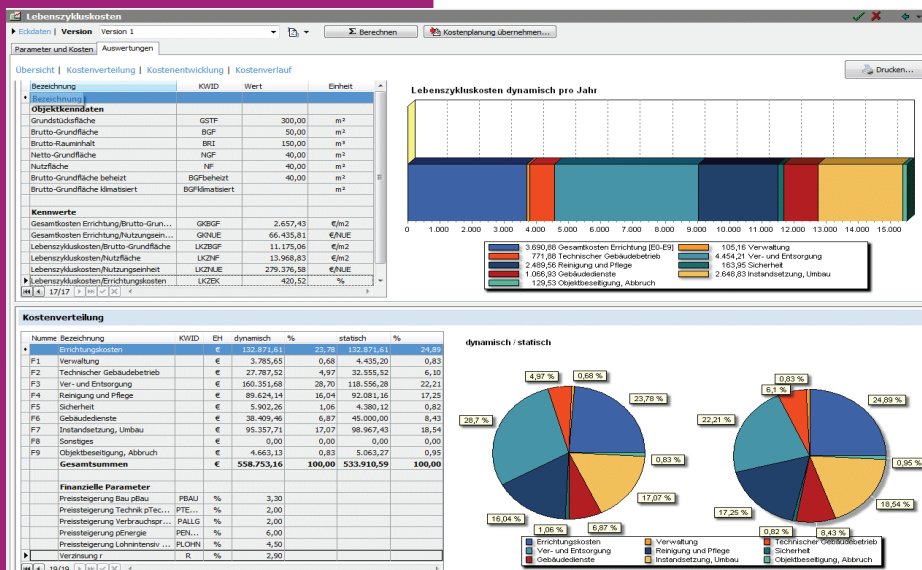 Lebenszykluskosten
Eckdaten | Version Version 1 Σ Berechnen Kostenplanung übernehmen...
Parameter und Kosten Auswertungen
Übersicht | Kostenverteilung | Kostenentwicklung | Kostenverlauf Drucken...
Bezeichnung KWID Wert Einheit
Bezeichnung
Objektkenndaten
Grundstücksfläche GSTF 300,00 m²
Brutto-Grundfläche BGF 50,00 m²
Brutto-Rauminhalt BRI 150,00 m³
Netto-Grundfläche NGF 40,00 m²
Nutzfläche NF 40,00 m²
Brutto-Grundfläche beheizt BGFbeheizt 40,00 m²
Brutto-Grundfläche klimatisiert BGFklimatisiert m²
Kennwerte
Gesamtkosten Errichtung/Brutto-Grun... GKBGF 2.657,43 €/m2
Gesamtkosten Errichtung/Nutzungsein... GKNUE 66.435,81 €/NUE
Lebenszykluskosten/Brutto-Grundfläche LKZBGF 11.175,06 €/m2
Lebenszykluskosten/Nutzfläche LKZNF 13.968,83 €/m2
Lebenszykluskosten/Nutzungseinheit LKZNUE 279.376,58 €/NUE
Lebenszykluskosten/Errichtungskosten LKZEK 420,52 %
17/17
Lebenszykluskosten dynamisch pro Jahr
0 1.000 2.000 3.000 4.000 5.000 6.000 7.000 8.000 9.000 10.000 11.000 12.000 13.000 14.000 15.000
3.690,88 Gesamtkosten Errichtung [E0-E9] 105,16 Verwaltung
771,88 Technischer Gebäudebetrieb 4.454,21 Ver- und Entsorgung
2.489,56 Reinigung und Pflege 163,95 Sicherheit
1.066,93 Gebäudedienste 2.648,83 Instandsetzung, Umbau
129,53 Objektbeseitigung, Abbruch
Kostenverteilung
Numme Bezeichnung KWID EH dynamisch % statisch %
Errichtungskosten € 132.871,61 23,78 132.871,61 24,89
F1 Verwaltung € 3.785,65 0,68 4.435,20 0,83
F2 Technischer Gebäudebetrieb € 27.787,52 4,97 32.555,52 6,10
F3 Ver- und Entsorgung € 160.351,68 28,70 118.556,28 22,21
F4 Reinigung und Pflege € 89.624,14 16,04 92.081,16 17,25
F5 Sicherheit € 5.902,26 1,06 4.380,12 0,82
F6 Gebäudedienste € 38.409,46 6,87 45.000,00 8,43
F7 Instandsetzung, Umbau € 95.357,71 17,07 98.967,43 18,54
F8 Sonstiges € 0,00 0,00 0,00 0,00
F9 Objektbeseitigung, Abbruch € 4.663,13 0,83 5.063,27 0,95
Gesamtsummen € 558.753,16 100,00 533.910,59 100,00
Finanzielle Parameter
Preissteigerung Bau pBau PBAU % 3,30
Preissteigerung Technik pTec... PTE... % 2,00
Preissteigerung Verbrauchspr... PALLG % 2,00
Preissteigerung pEnergie PEN... % 6,00
Preissteigerung Lohnintensiv ... PLOHN % 4,50
Verzinsung r R % 2,90
19/19
dynamisch / statisch
4,97 % 0,68 % 23,78 % 28,7 % 0,83 % 17,07 % 16,04 % 1,06 % 6,87 %
0,83 % 6,1 % 24,89 % 22,21 % 0,95 % 18,54 % 17,25 % 0,82 % 8,43 %
Errichtungskosten Verwaltung Technischer Gebäudebetrieb
Ver- und Entsorgung Reinigung und Pflege Sicherheit
Gebäudedienste Instandsetzung, Umbau Objektbeseitigung, Abbruch